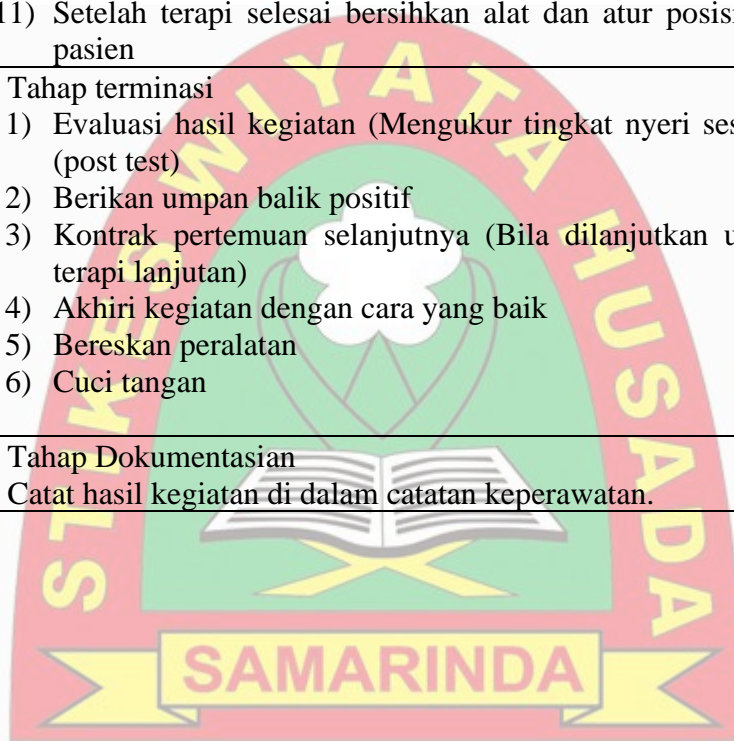 11) Setelah terapi selesai bersihkan alat dan atur posisi
pasien
Tahap terminasi
1) Evaluasi hasil kegiatan (Mengukur tingkat nyeri
(post test)
2) Berikan umpan balik positif
3) Kontrak pertemuan selanjutnya (Bila dilanjutkan
terapi lanjutan)
4) Akhiri kegiatan dengan cara yang baik
5) Bereskan peralatan
6) Cuci tangan
Tahap Dokumentasian
Catat hasil kegiatan di dalam catatan keperawatan.
STIKES WIYATA HUSADA
SAMARINDA